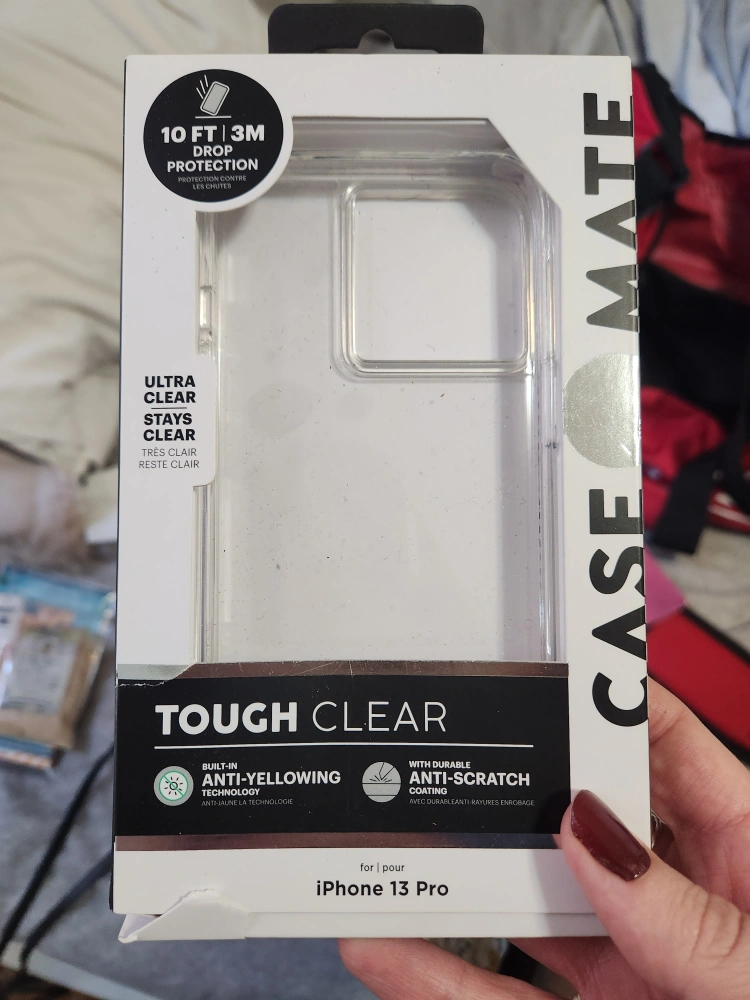 10 FT | 3M
DROP
PROTECTION
PROTECTION CONTRE
LES CHUTES
CASE MATE
ULTRA
CLEAR
STAYS
CLEAR
TRÈS CLAIR
RESTE CLAIR
TOUGH CLEAR
BUILT-IN
ANTI-YELLOWING
TECHNOLOGY
ANTI-JAUNE LA TECHNOLOGIE
WITH DURABLE
ANTI-SCRATCH
COATING
AVEC DURABLEANTI-RAYURES ENROBAGE
for | pour
iPhone 13 Pro